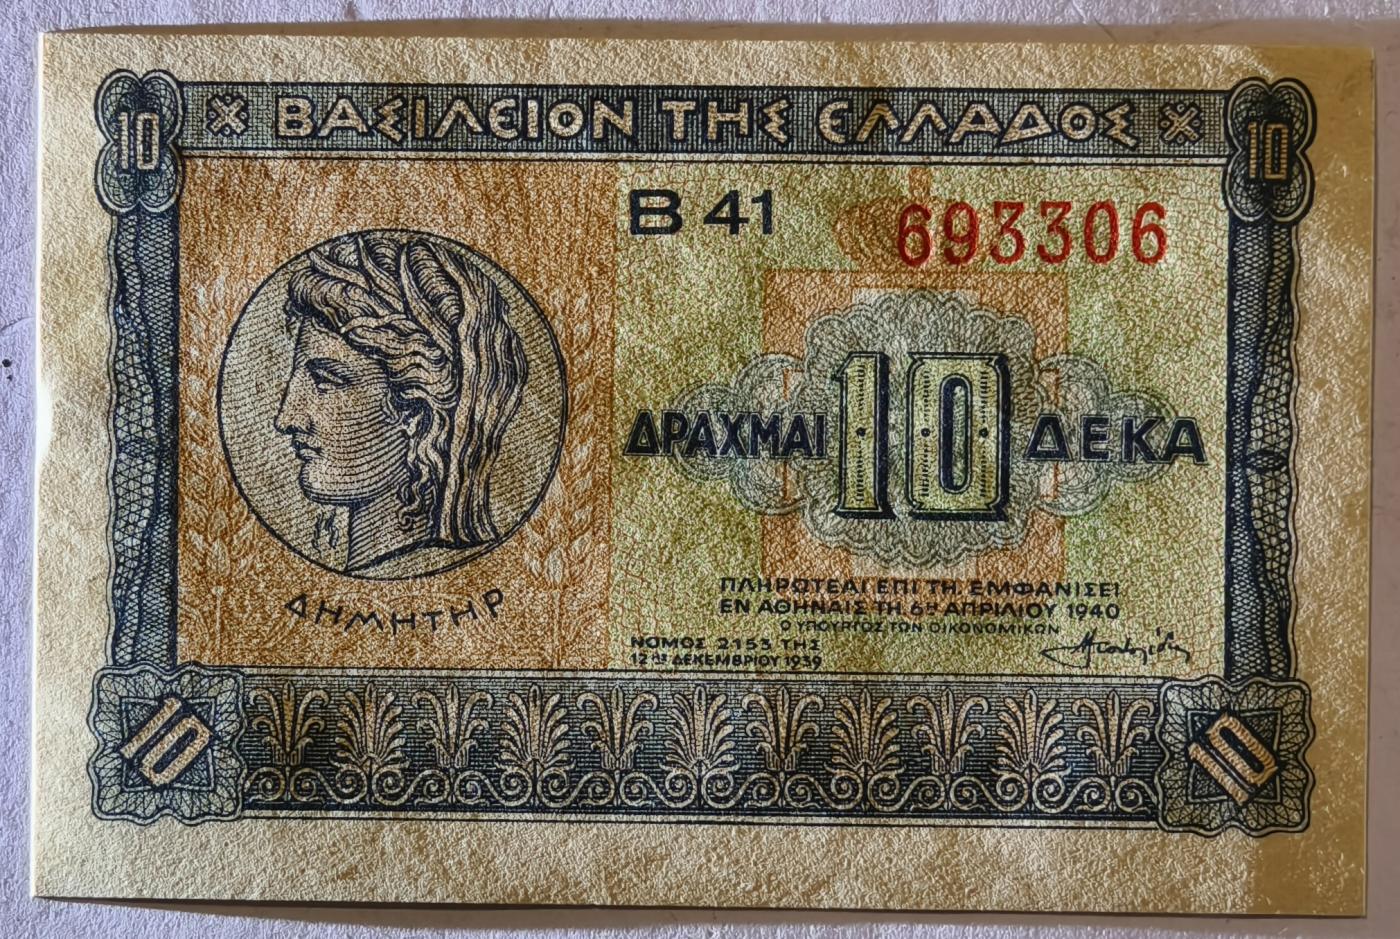 10 ΒΑΣΙΛΕΙΟΝ ΤΗΣ ΕΛΛΑΔΟΣ 10
Β 41 693306
ΔΡΑΧΜΑΙ 10 ΔΕΚΑ
ΔΗΜΗΤΗΡ
ΠΛΗΡΩΤΕΑΙ ΕΠΙ ΤΗ. ΕΜΦΑΝΙΣΕΙ
ΕΝ ΑΘΗΝΑΙΣ ΤΗ. 6ῃ ΑΠΡΙΛΙΟΥ 1940
Ο ΥΠΟΥΡΓΟΣ ΤΩΝ ΟΙΚΟΝΟΜΙΚΩΝ
ΝΟΜΟΣ 2153 ΤΗΣ
12ΗΣ ΔΕΚΕΜΒΡΙΟΥ 1939
10 10